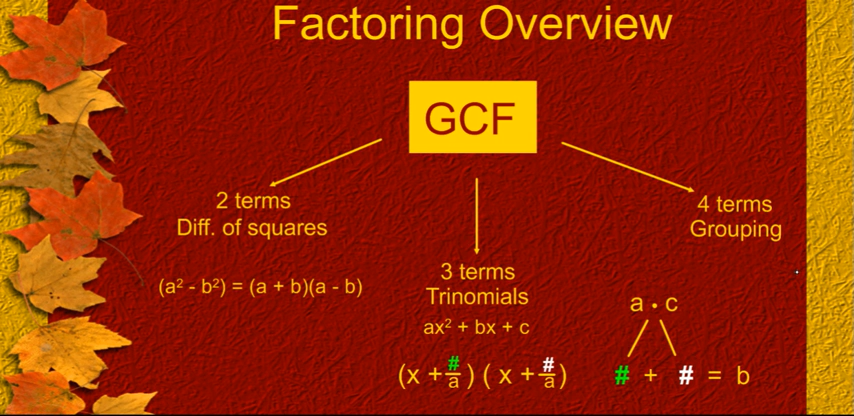 Factoring Overview
GCF
2 terms
Diff. of squares
(a² - b²) = (a + b)(a - b)
3 terms
Trinomials
ax² + bx + c
(x + #/a) ( x + #/a)
4 terms
Grouping
a • c
# + # = b